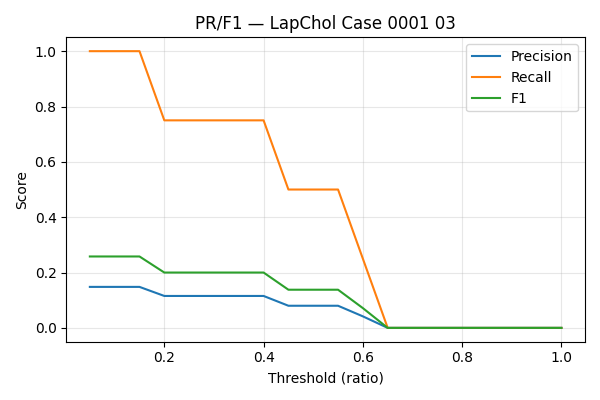 PR/F1 — LapChol Case 0001 03
Precision
Recall
F1
Score
1.0
0.8
0.6
0.4
0.2
0.0
0.2 0.4 0.6 0.8 1.0
Threshold (ratio)